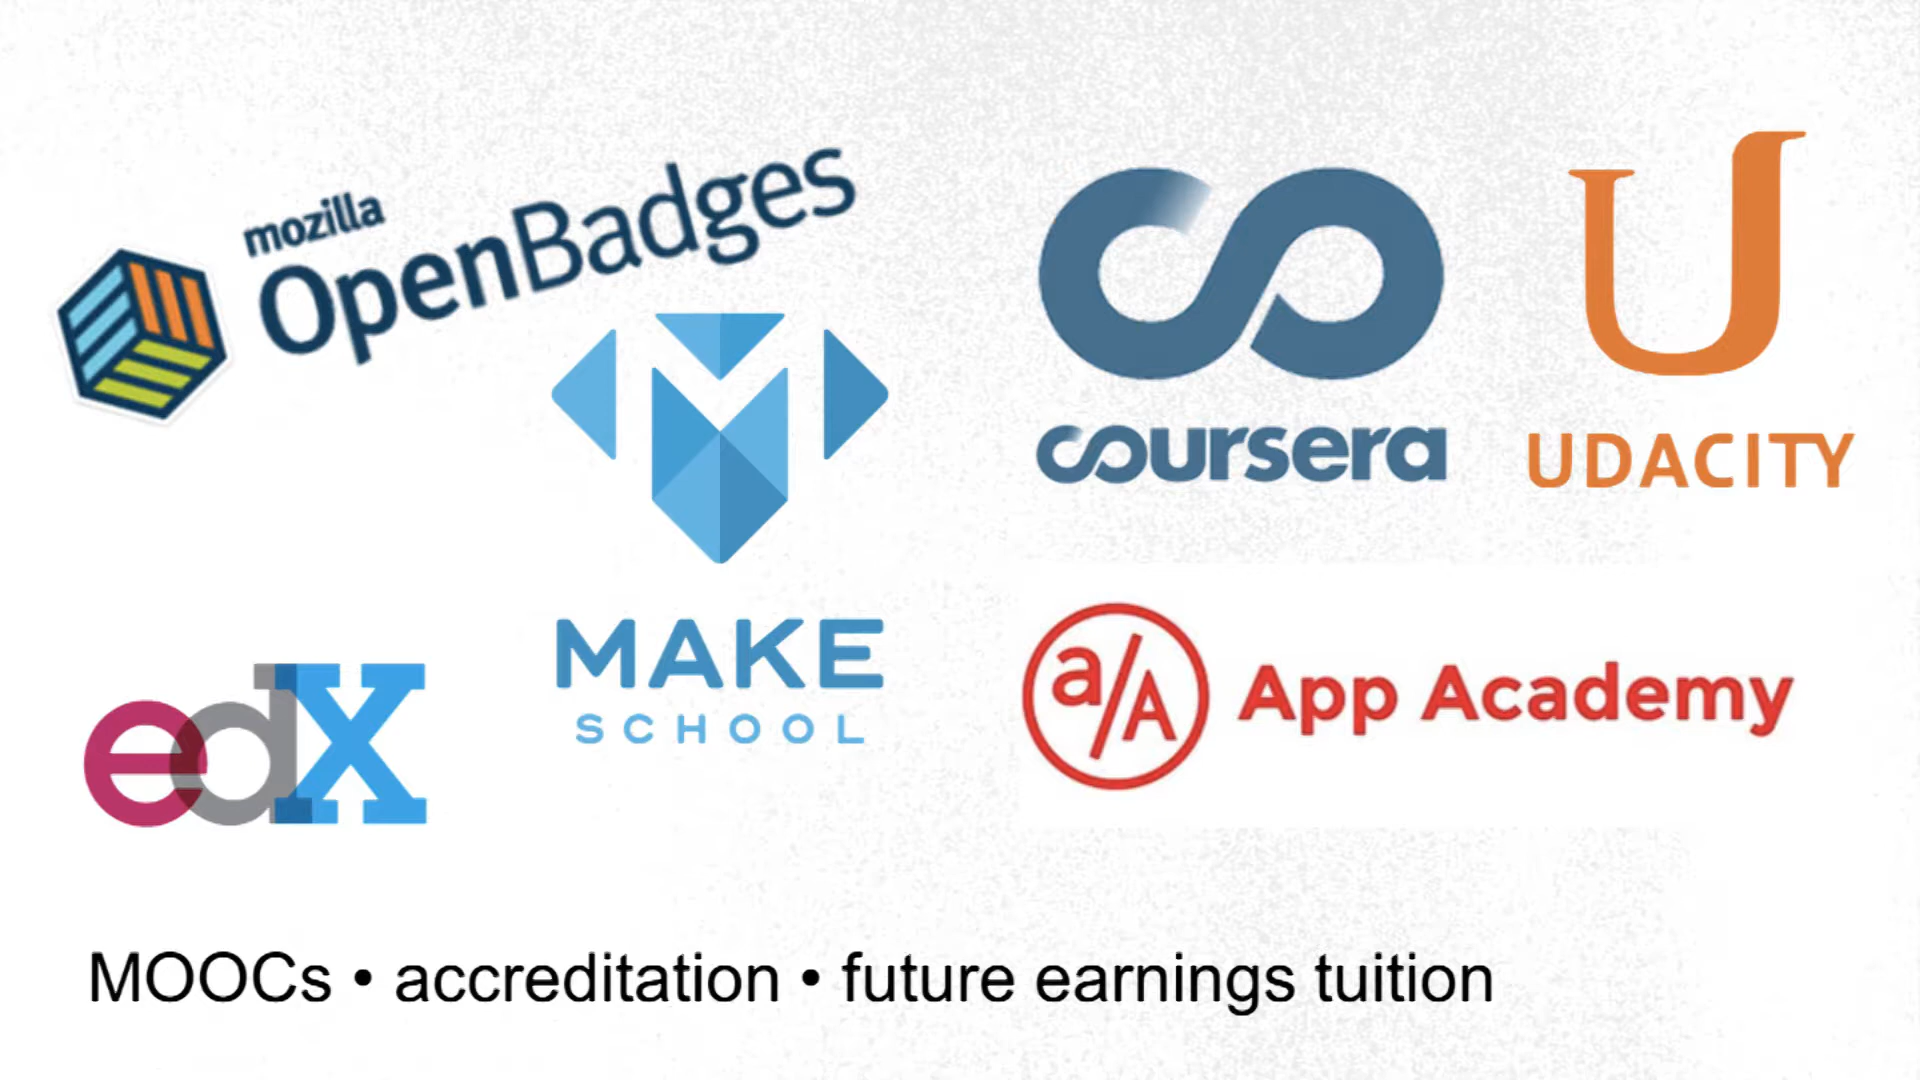 mozilla
OpenBadges
coursera
UDACITY
MAKE
SCHOOL
edX
a/A App Academy
MOOCs • accreditation • future earnings tuition